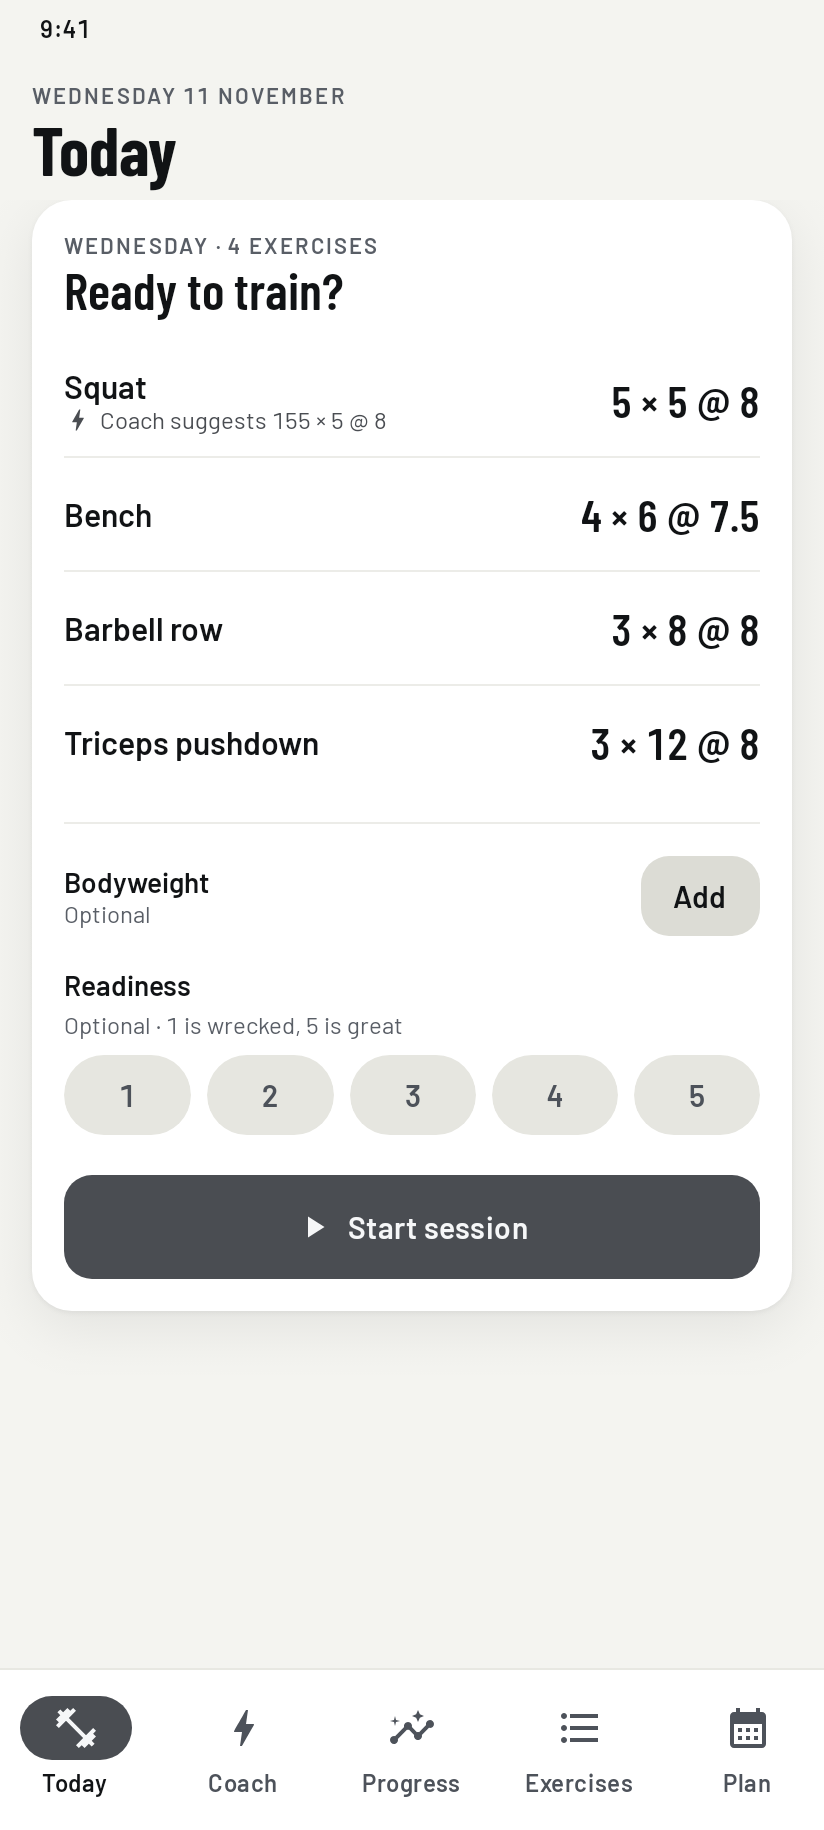 9:41
WEDNESDAY 11 NOVEMBER
Today
WEDNESDAY · 4 EXERCISES
Ready to train?
Squat
Coach suggests 155 × 5 @ 8
5 × 5 @ 8
Bench
4 × 6 @ 7.5
Barbell row
3 × 8 @ 8
Triceps pushdown
3 × 12 @ 8
Bodyweight
Optional
Add
Readiness
Optional · 1 is wrecked, 5 is great
1 2 3 4 5
Start session
Today Coach Progress Exercises Plan